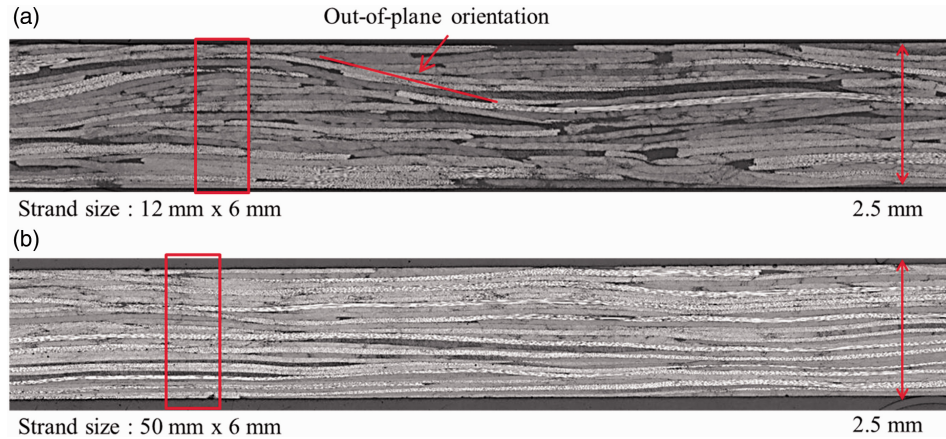 (a)
Out-of-plane orientation
Strand size : 12 mm x 6 mm
2.5 mm
(b)
Strand size : 50 mm x 6 mm
2.5 mm